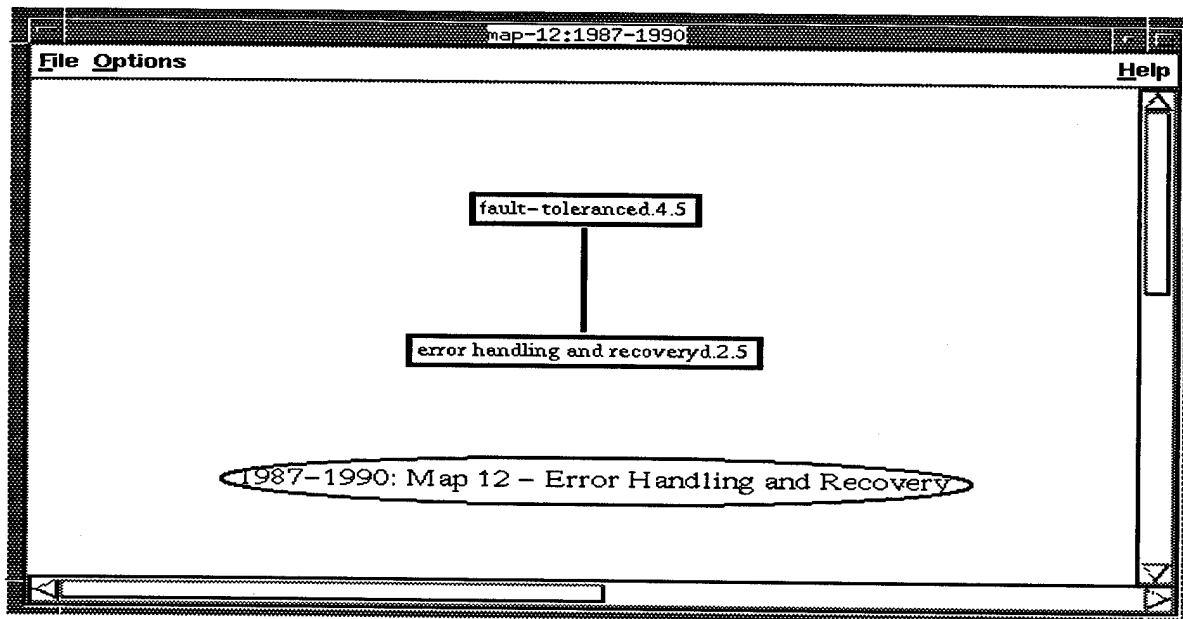 map-12:1987-1990
File Options Help
fault-toleranced.4.5
error handling and recoveryd.2.5
1987-1990: Map 12 - Error Handling and Recovery